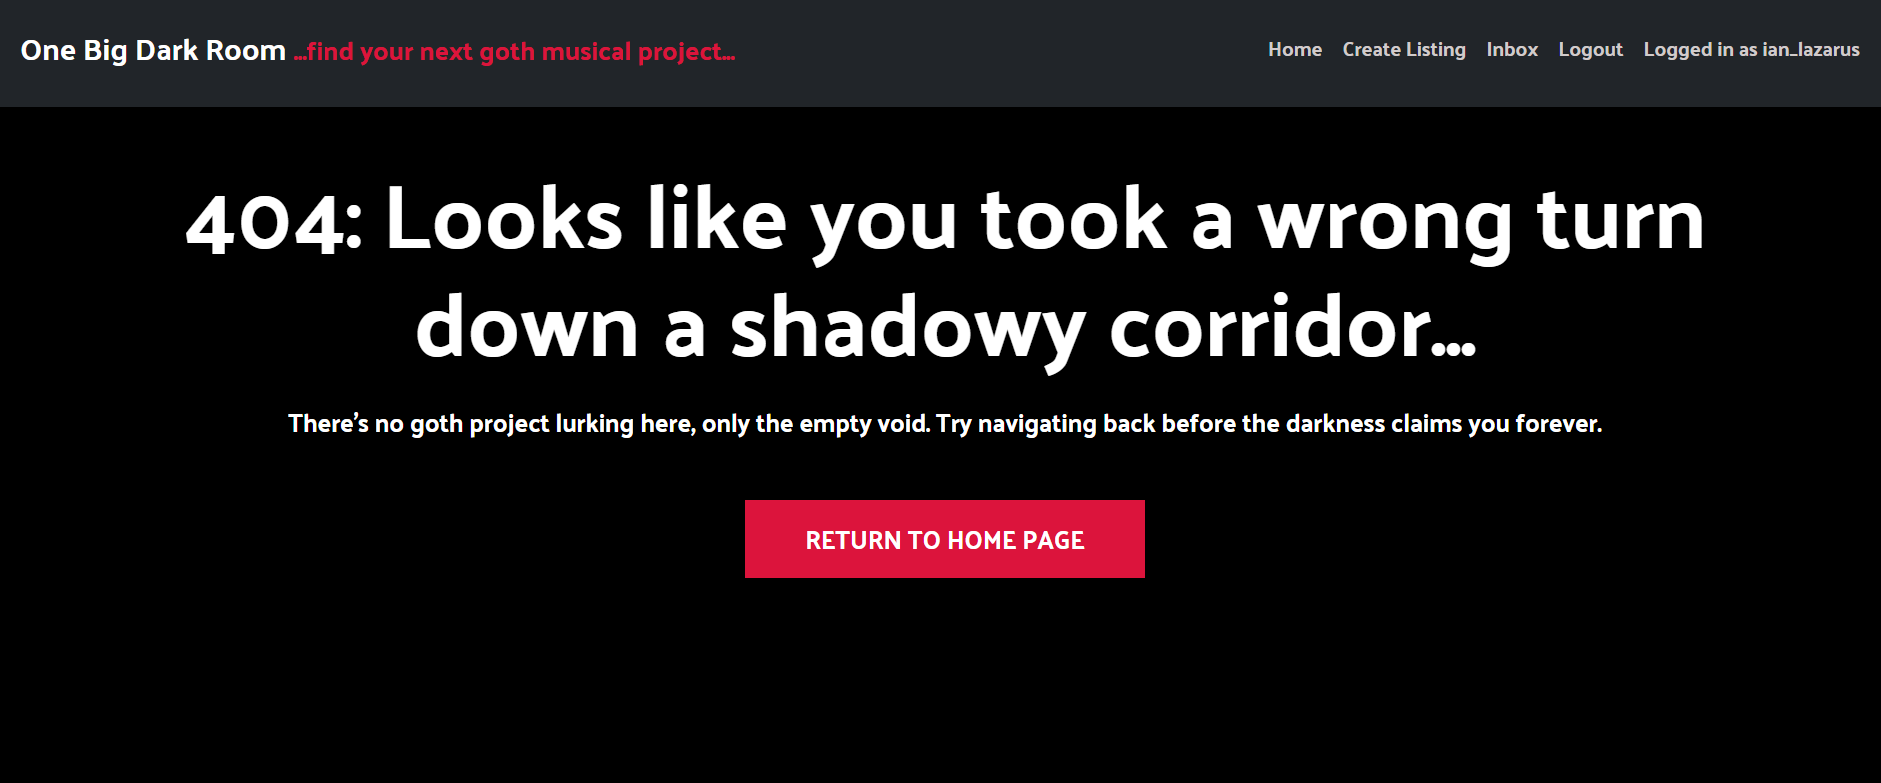 One Big Dark Room ...find your next goth musical project...
Home Create Listing Inbox Logout Logged in as ian_lazarus
404: Looks like you took a wrong turn
down a shadowy corridor...
There’s no goth project lurking here, only the empty void. Try navigating back before the darkness claims you forever.
RETURN TO HOME PAGE